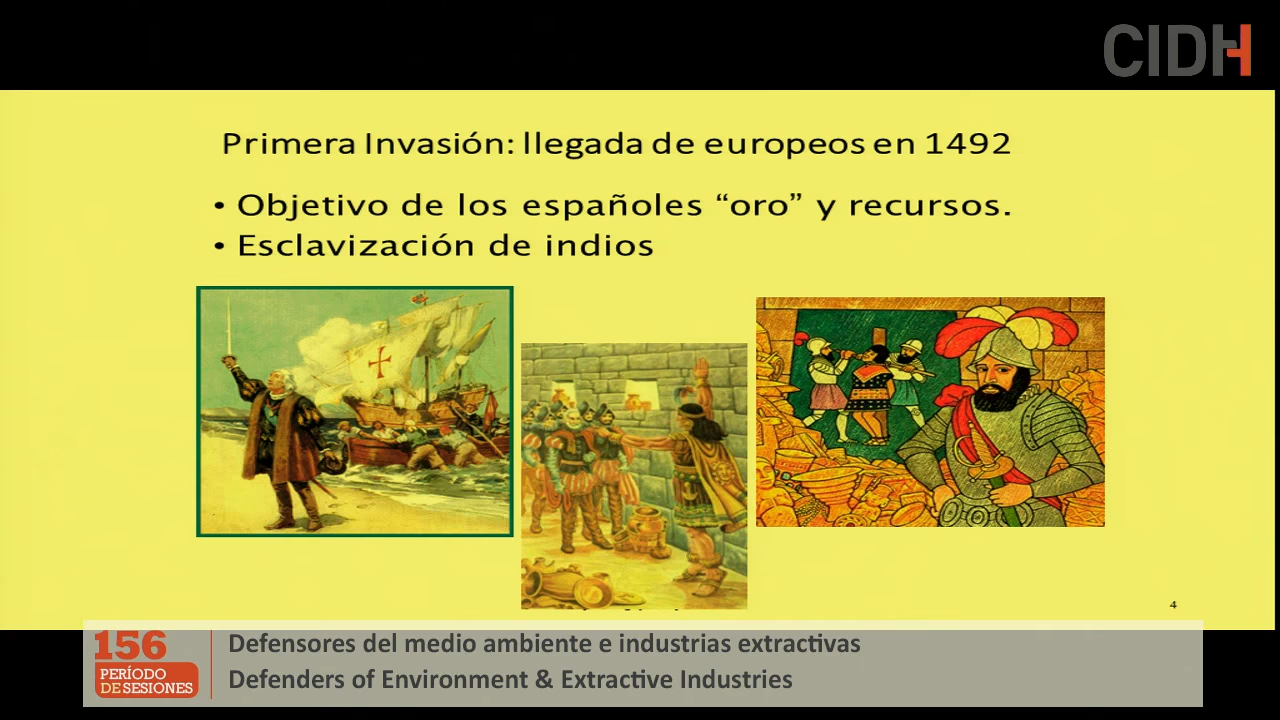 CIDH
Primera Invasión: llegada de europeos en 1492
• Objetivo de los españoles “oro” y recursos.
• Esclavización de indios
4
156
PERÍODO
DE SESIONES
Defensores del medio ambiente e industrias extractivas
Defenders of Environment & Extractive Industries